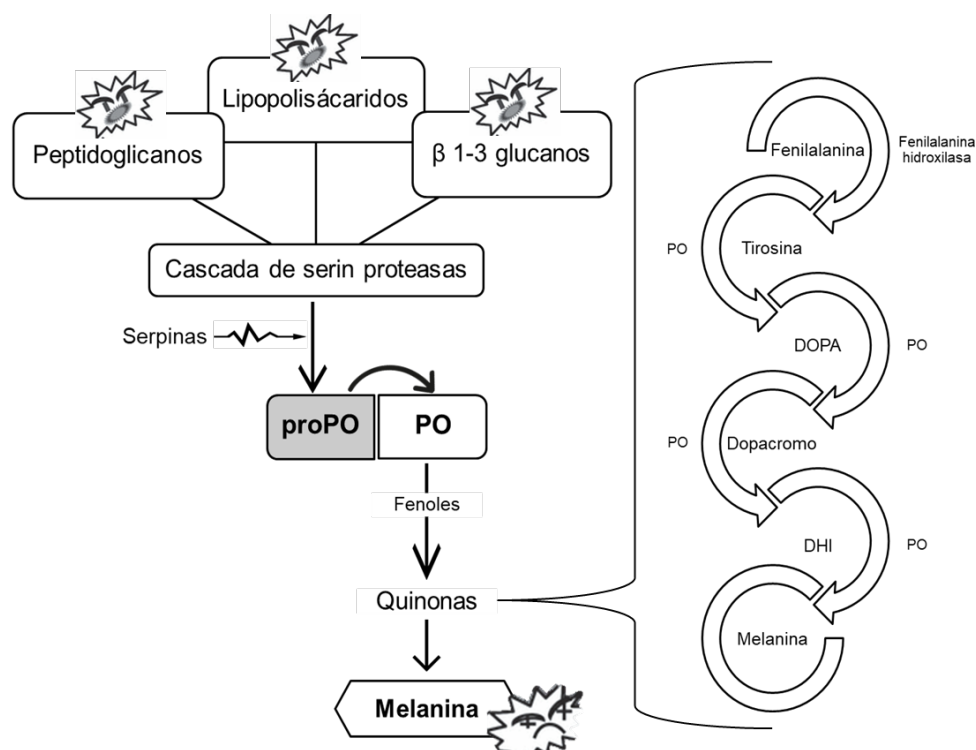 Lipopolisácaridos
Peptidoglicanos
β 1-3 glucanos
Cascada de serin proteasas
Serpinas
proPO
PO
Fenoles
Quinonas
Melanina
Fenilalanina
Fenilalanina
hidroxilasa
PO
Tirosina
DOPA
PO
PO
Dopacromo
DHI
PO
Melanina